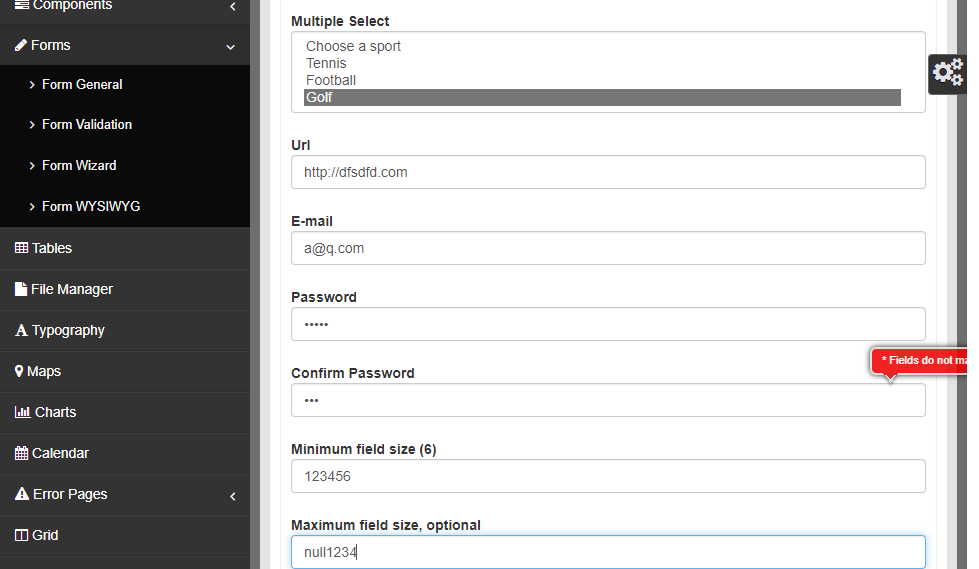 Components
Forms
Form General
Form Validation
Form Wizard
Form WYSIWYG
Tables
File Manager
Typography
Maps
Charts
Calendar
Error Pages
Grid
Multiple Select
Choose a sport
Tennis
Football
Golf
Url
http://dfsdfd.com
E-mail
a@q.com
Password
•••••
* Fields do not ma
Confirm Password
•••
Minimum field size (6)
123456
Maximum field size, optional
null1234